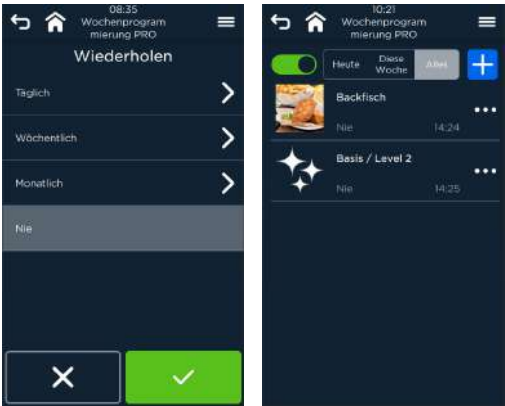 08:35
Wochenprogram
mierung PRO
Wiederholen
Täglich
Wöchentlich
Monatlich
Nie
10:21
Wochenprogram
mierung PRO
Heute
Diese
Woche
Alles
Backfisch
Nie 14:24
Basis / Level 2
Nie 14:25